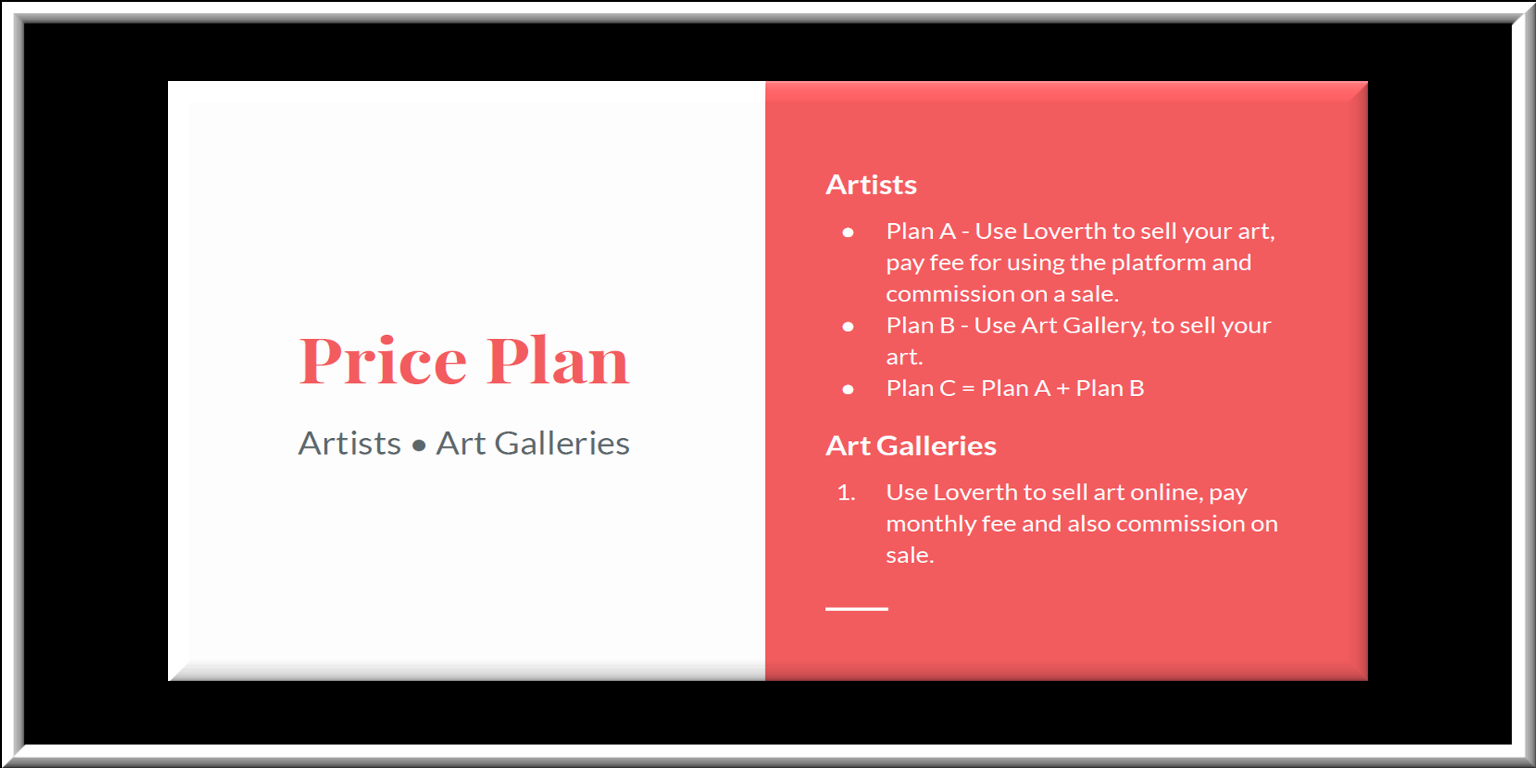 Price Plan
Artists • Art Galleries
Artists
● Plan A - Use Loverth to sell your art,
pay fee for using the platform and
commission on a sale.
● Plan B - Use Art Gallery, to sell your
art.
● Plan C = Plan A + Plan B
Art Galleries
1. Use Loverth to sell art online, pay
monthly fee and also commission on
sale.